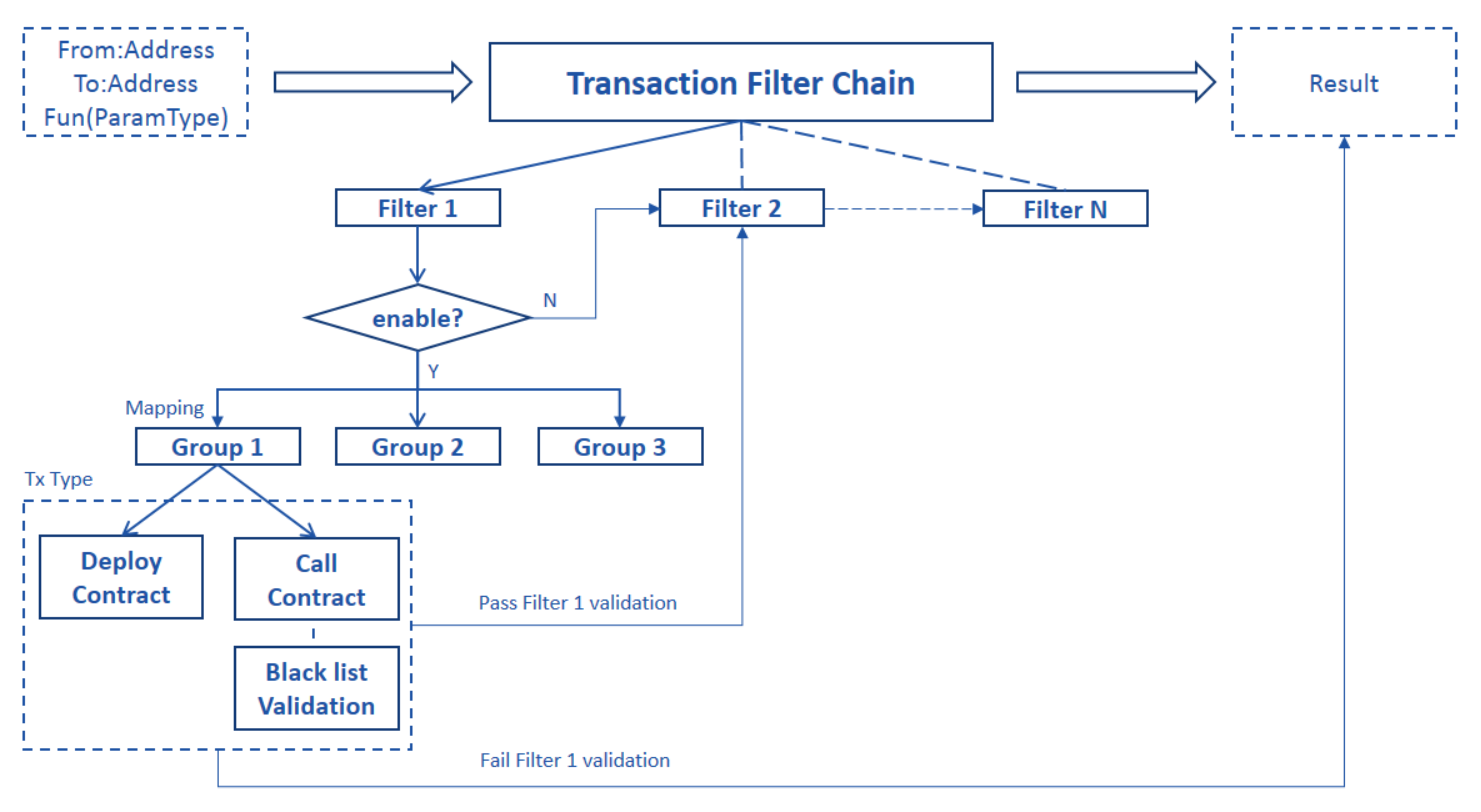 From:Address
To:Address
Fun(ParamType)
Transaction Filter Chain
Result
Filter 1
Filter 2
Filter N
enable?
N
Y
Mapping
Group 1
Group 2
Group 3
Tx Type
Deploy
Contract
Call
Contract
Pass Filter 1 validation
Black list
Validation
Fail Filter 1 validation